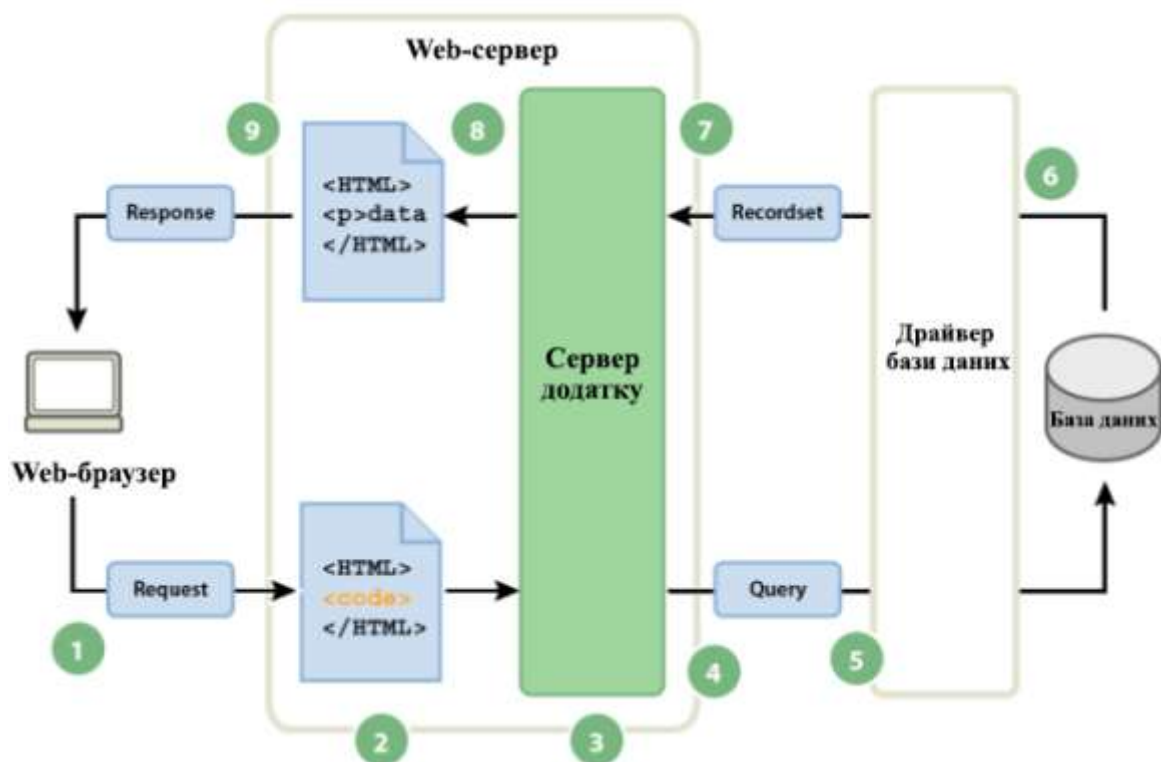 Web-сервер
9
8
7
6
<HTML>
<p>data
</HTML>
Response
Recordset
Сервер
додатку
Драйвер
бази даних
База даних
Web-браузер
<HTML>
<code>
</HTML>
Request
Query
1
2
3
4
5